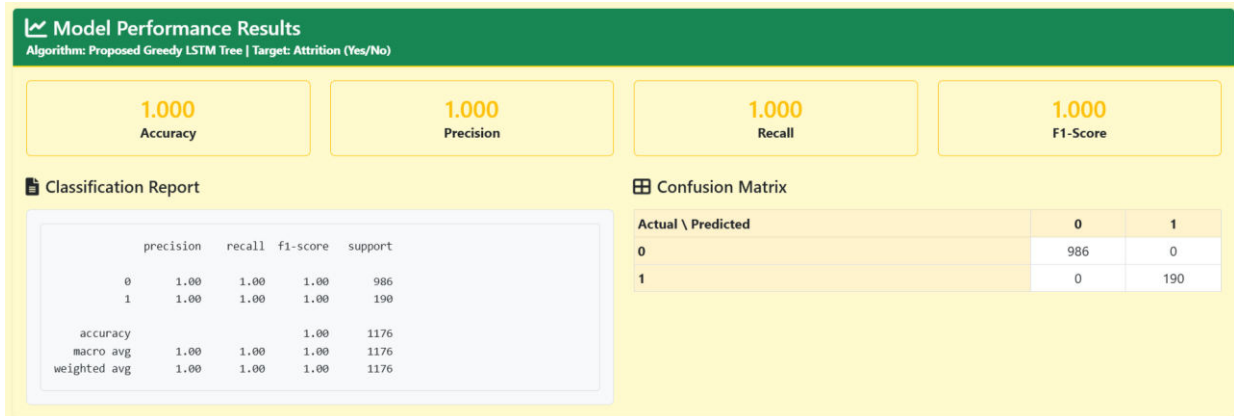 Model Performance Results
Algorithm: Proposed Greedy LSTM Tree | Target: Attrition (Yes/No)
1.000
Accuracy
1.000
Precision
1.000
Recall
1.000
F1-Score
Classification Report
precision recall f1-score support
0 1.00 1.00 1.00 986
1 1.00 1.00 1.00 190
accuracy 1.00 1176
macro avg 1.00 1.00 1.00 1176
weighted avg 1.00 1.00 1.00 1176
Confusion Matrix
Actual \ Predicted 0 1
0 986 0
1 0 190